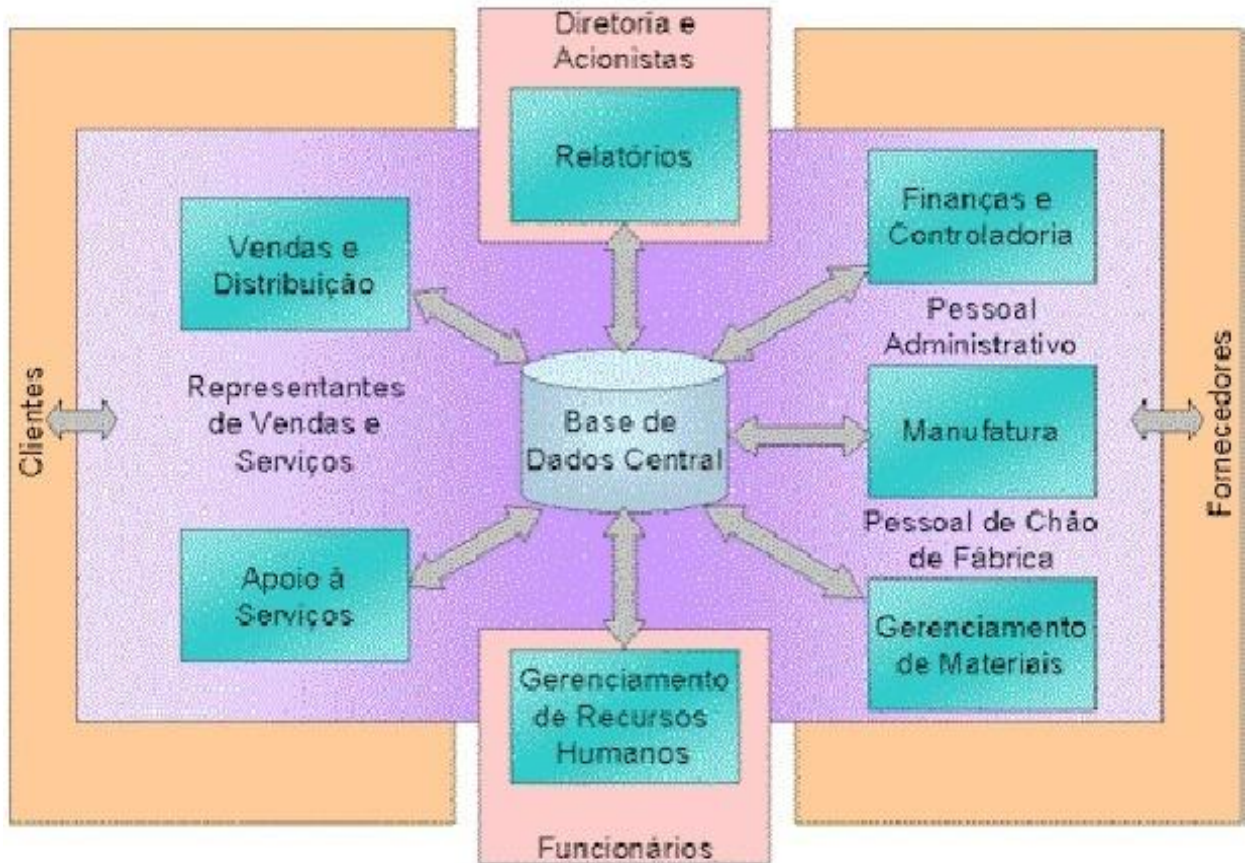 Diretoria e
Acionistas
Relatórios
Finanças e
Controladoria
Vendas e
Distribuição
Pessoal
Administrativo
Representantes
de Vendas e
Serviços
Base de
Dados Central
Manufatura
Clientes
Fornecedores
Pessoal de Chão
de Fábrica
Apoio à
Serviços
Gerenciamento
de Materiais
Gerenciamento
de Recursos
Humanos
Funcionários